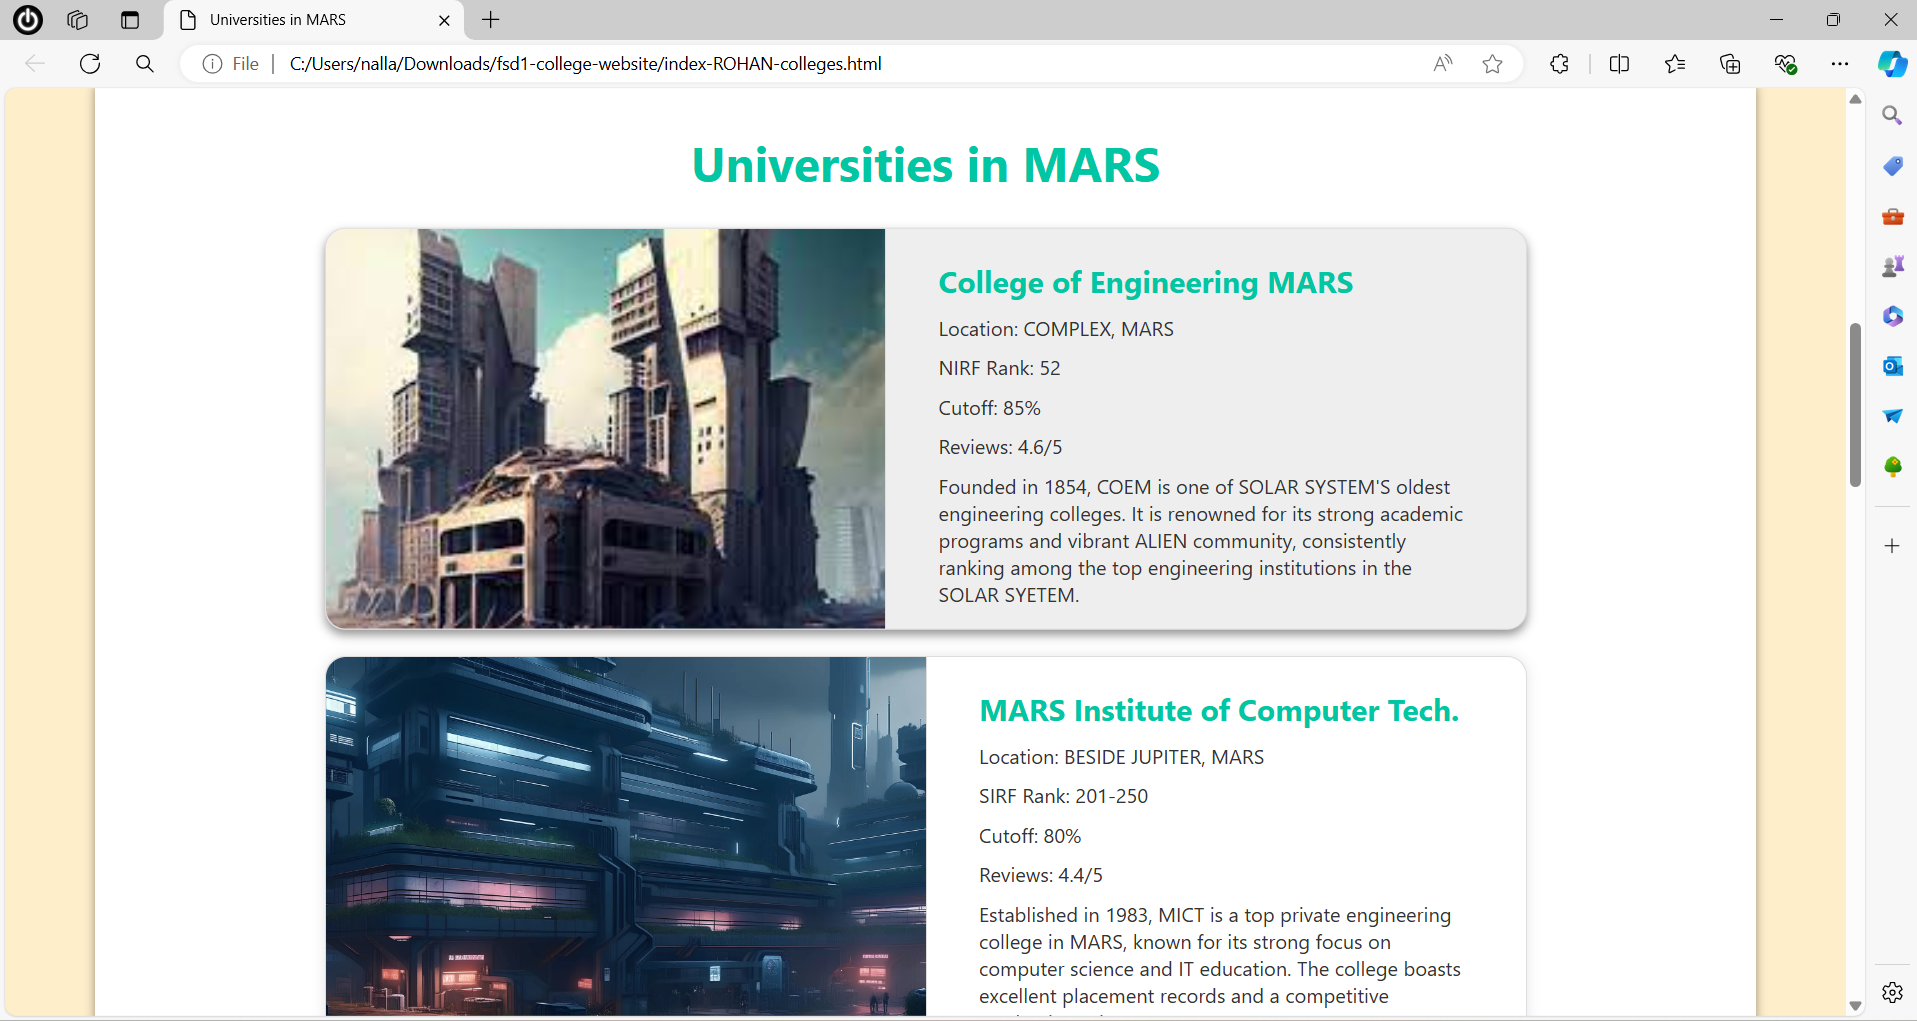 Universities in MARS
File
C:/Users/nalla/Downloads/fsd1-college-website/index-ROHAN-colleges.html
Universities in MARS
College of Engineering MARS
Location: COMPLEX, MARS
NIRF Rank: 52
Cutoff: 85%
Reviews: 4.6/5
Founded in 1854, COEM is one of SOLAR SYSTEM'S oldest
engineering colleges. It is renowned for its strong academic
programs and vibrant ALIEN community, consistently
ranking among the top engineering institutions in the
SOLAR SYETEM.
MARS Institute of Computer Tech.
Location: BESIDE JUPITER, MARS
SIRF Rank: 201-250
Cutoff: 80%
Reviews: 4.4/5
Established in 1983, MICT is a top private engineering
college in MARS, known for its strong focus on
computer science and IT education. The college boasts
excellent placement records and a competitive